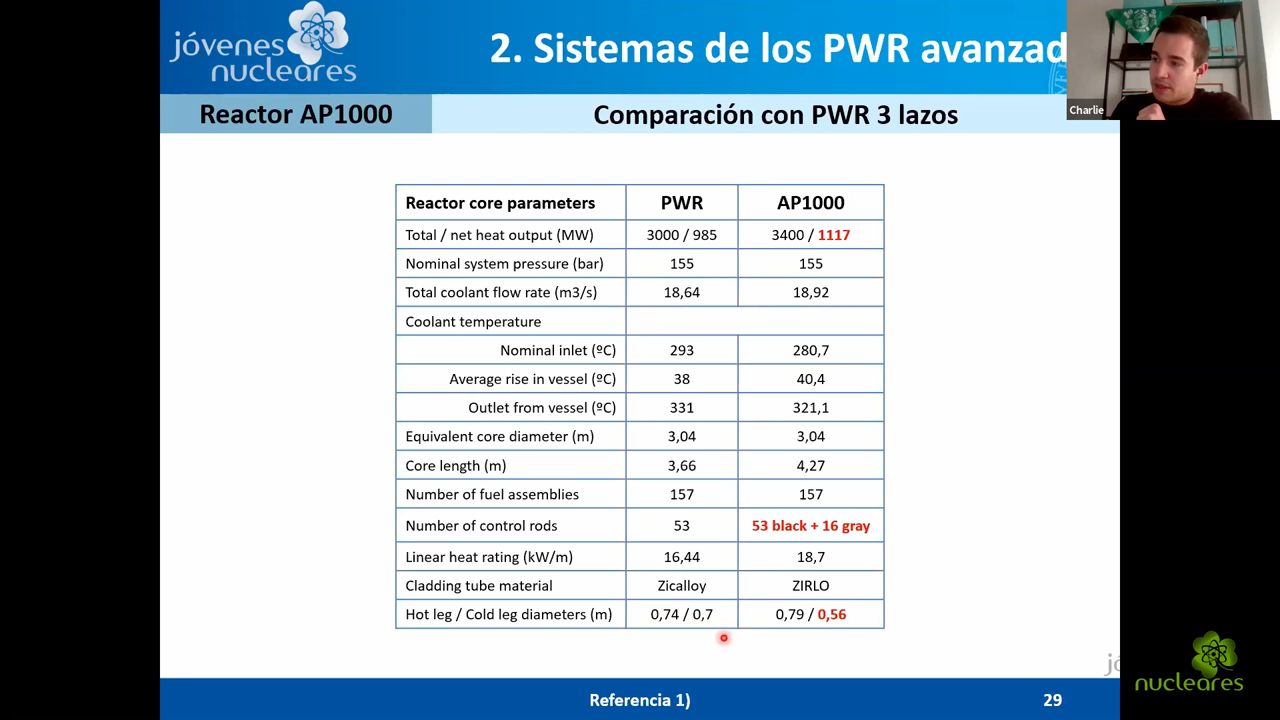 jóvenes
nucleares
2. Sistemas de los PWR avanzad
Charlie
Reactor AP1000
Comparación con PWR 3 lazos
Reactor core parameters PWR AP1000
Total / net heat output (MW) 3000 / 985 3400 / 1117
Nominal system pressure (bar) 155 155
Total coolant flow rate (m3/s) 18,64 18,92
Coolant temperature
Nominal inlet (ºC) 293 280,7
Average rise in vessel (ºC) 38 40,4
Outlet from vessel (ºC) 331 321,1
Equivalent core diameter (m) 3,04 3,04
Core length (m) 3,66 4,27
Number of fuel assemblies 157 157
Number of control rods 53 53 black + 16 gray
Linear heat rating (kW/m) 16,44 18,7
Cladding tube material Zicalloy ZIRLO
Hot leg / Cold leg diameters (m) 0,74 / 0,7 0,79 / 0,56
nucleares
Referencia 1)
29